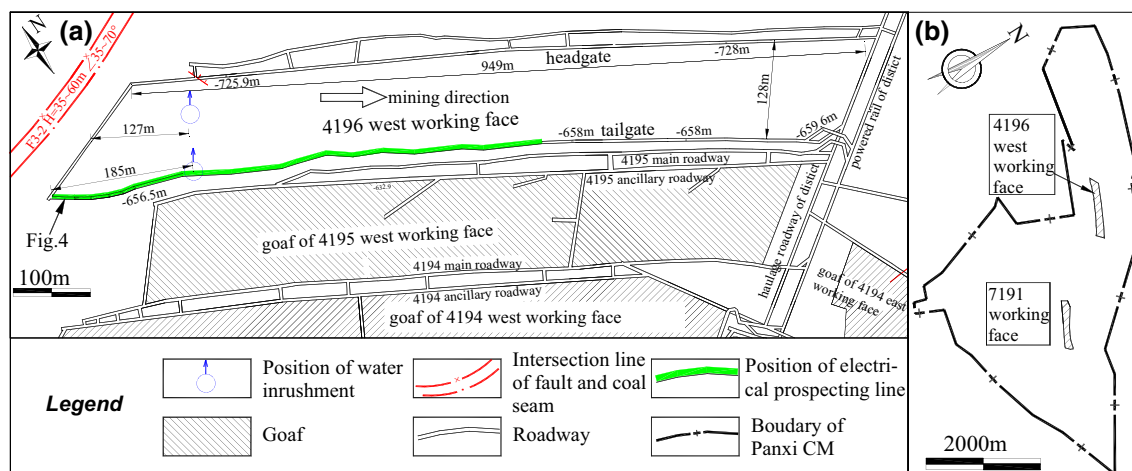 (a)
N
F3-2 H=35~60m ∠35~70°
-725.9m
949m
headgate
-728m
128m
mining direction
4196 west working face
127m
185m
-656.5m
-658m
tailgate
-658m
-659.6m
powered rail of distict
4195 main roadway
4195 ancillary roadway
-632.9
goaf of 4195 west working face
haulage roadway of distict
Fig.4
100m
4194 main roadway
4194 ancillary roadway
goaf of 4194 west working face
goaf of 4194 east
working face
(b)
N
4196
west
working
face
7191
working
face
2000m
Legend
Position of water
inrushment
Intersection line
of fault and coal
seam
Position of electri-
cal prospecting line
Goaf
Roadway
Boudary of
Panxi CM